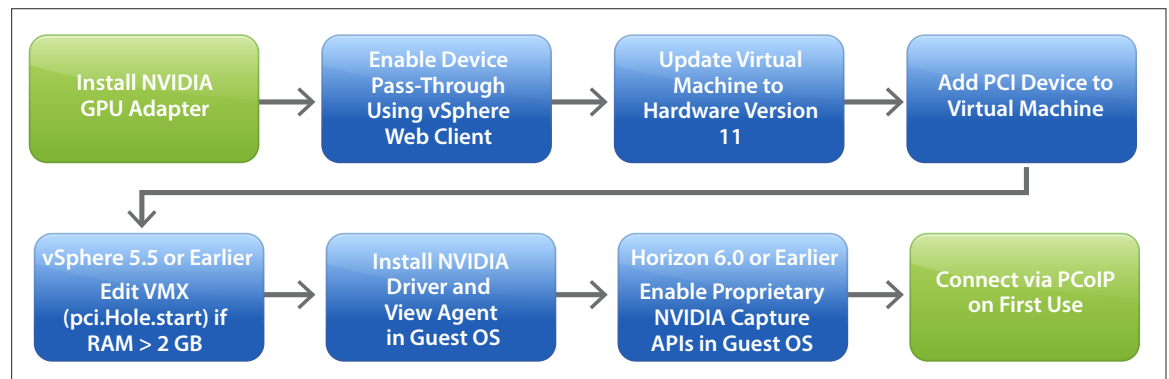 Install NVIDIA
GPU Adapter
Enable Device
Pass-Through
Using vSphere
Web Client
Update Virtual
Machine to
Hardware Version
11
Add PCI Device to
Virtual Machine
vSphere 5.5 or Earlier
Edit VMX
(pci.Hole.start) if
RAM > 2 GB
Install NVIDIA
Driver and
View Agent
in Guest OS
Horizon 6.0 or Earlier
Enable Proprietary
NVIDIA Capture
APIs in Guest OS
Connect via PCoIP
on First Use